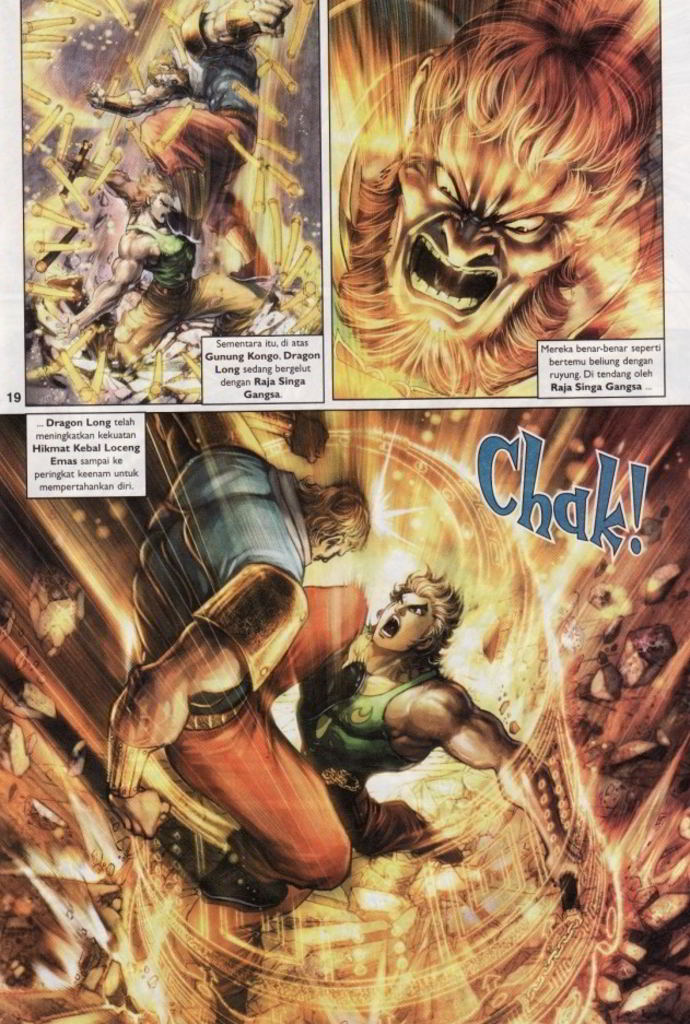 Sementara itu, di atas
Gunung Kongo, Dragon
Long sedang bergelut
dengan Raja Singa
Gangsa.
Mereka benar-benar seperti
bertemu beliung dengan
ruyung. Di tendang oleh
Raja Singa Gangsa ...
19
... Dragon Long telah
meningkatkan kekuatan
Hikmat Kebal Loceng
Emas sampai ke
peringkat keenam untuk
mempertahankan diri.
Chak!